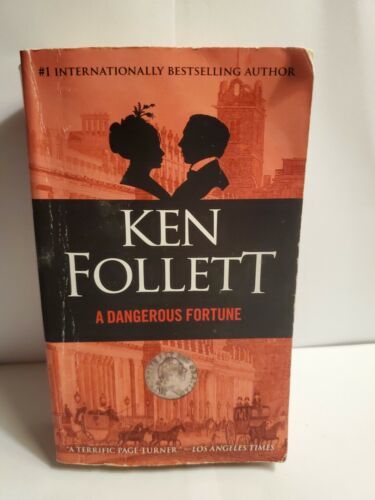 #1 INTERNATIONALLY BESTSELLING AUTHOR
KEN
FOLLETT
A DANGEROUS FORTUNE
"A TERRIFIC PAGE TURNER." — LOS ANGELES TIMES